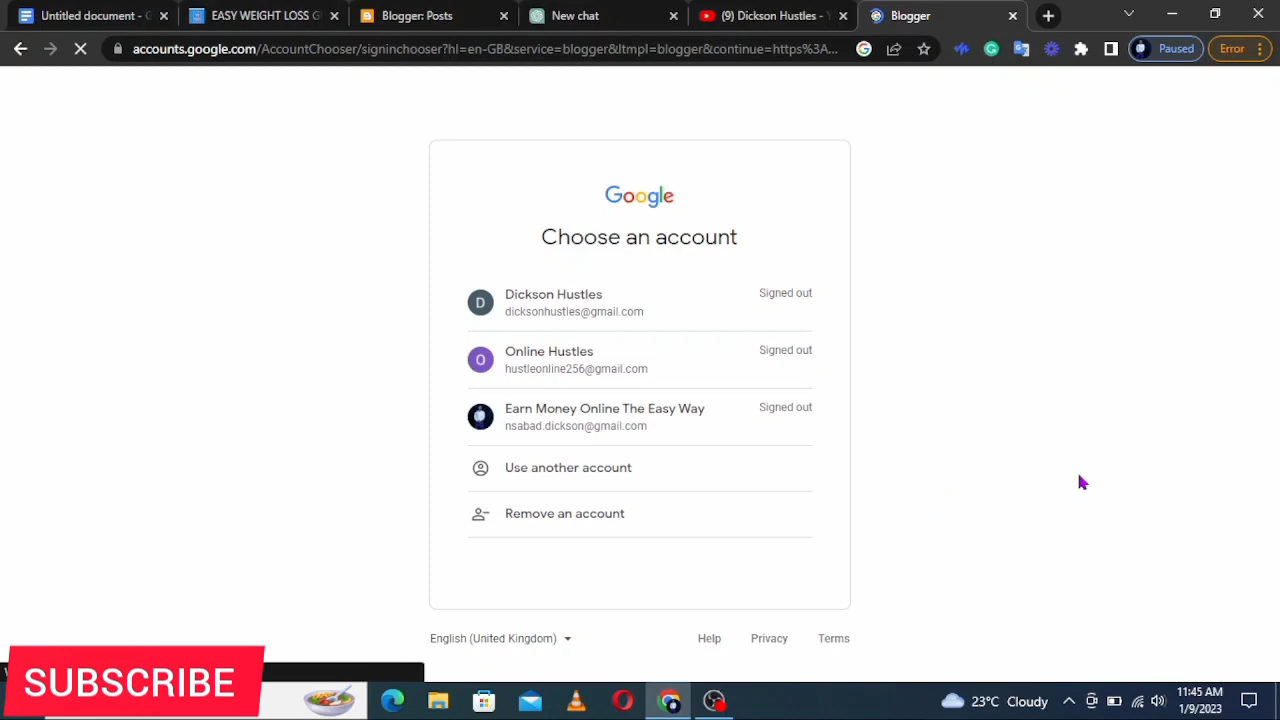 Untitled document - G
EASY WEIGHT LOSS G
Blogger: Posts
New chat
(9) Dickson Hustles - Y
Blogger
accounts.google.com/AccountChooser/signinchooser?hl=en-GB&service=blogger&ltmpl=blogger&continue=https%3A...
Paused
Error
Google
Choose an account
D
Dickson Hustles
Signed out
dicksonhustles@gmail.com
O
Online Hustles
Signed out
hustleonline256@gmail.com
Earn Money Online The Easy Way
Signed out
nsabad.dickson@gmail.com
Use another account
Remove an account
English (United Kingdom)
Help
Privacy
Terms
SUBSCRIBE
23°C Cloudy
11:45 AM
1/9/2023